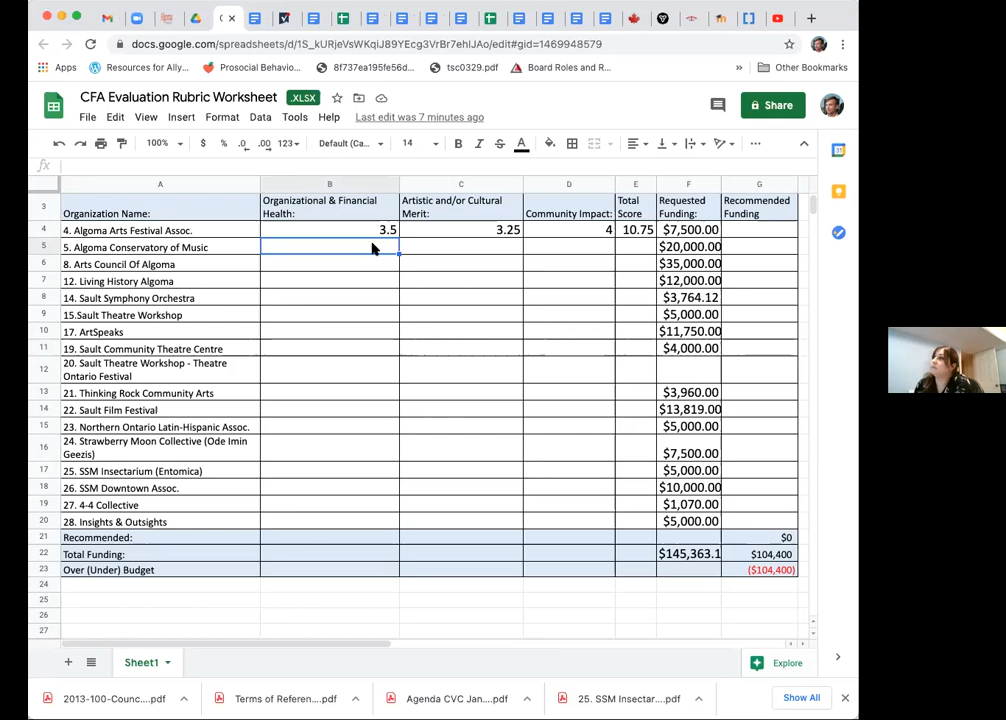 docs.google.com/spreadsheets/d/1S_kURjeVsWKqiJ89YEcg3VrBr7ehIJAo/edit#gid=1469948579
Apps Resources for Ally... Prosocial Behavio... 8f737ea195fe56d... tsc0329.pdf Board Roles and R... » Other Bookmarks
CFA Evaluation Rubric Worksheet .XLSX
Share
File Edit View Insert Format Data Tools Help Last edit was 7 minutes ago
100% $ % .0 .00 123 Default (Ca... 14 B I S A
fx
A B C D E F G
3 Organization Name: Organizational & Financial Health: Artistic and/or Cultural Merit: Community Impact: Total Score Requested Funding: Recommended Funding
4 4. Algoma Arts Festival Assoc. 3.5 3.25 4 10.75 $7,500.00
5 5. Algoma Conservatory of Music $20,000.00
6 8. Arts Council Of Algoma $35,000.00
7 12. Living History Algoma $12,000.00
8 14. Sault Symphony Orchestra $3,764.12
9 15.Sault Theatre Workshop $5,000.00
10 17. ArtSpeaks $11,750.00
11 19. Sault Community Theatre Centre $4,000.00
12 20. Sault Theatre Workshop - Theatre Ontario Festival
13 21. Thinking Rock Community Arts $3,960.00
14 22. Sault Film Festival $13,819.00
15 23. Northern Ontario Latin-Hispanic Assoc. $5,000.00
16 24. Strawberry Moon Collective (Ode Imin Geezis) $7,500.00
17 25. SSM Insectarium (Entomica) $5,000.00
18 26. SSM Downtown Assoc. $10,000.00
19 27. 4-4 Collective $1,070.00
20 28. Insights & Outsights $5,000.00
21 Recommended: $0
22 Total Funding: $145,363.1 $104,400
23 Over (Under) Budget ($104,400)
24
25
26
27
Sheet1
Explore
2013-100-Counc....pdf Terms of Referen....pdf Agenda CVC Jan....pdf 25. SSM Insectar....pdf Show All